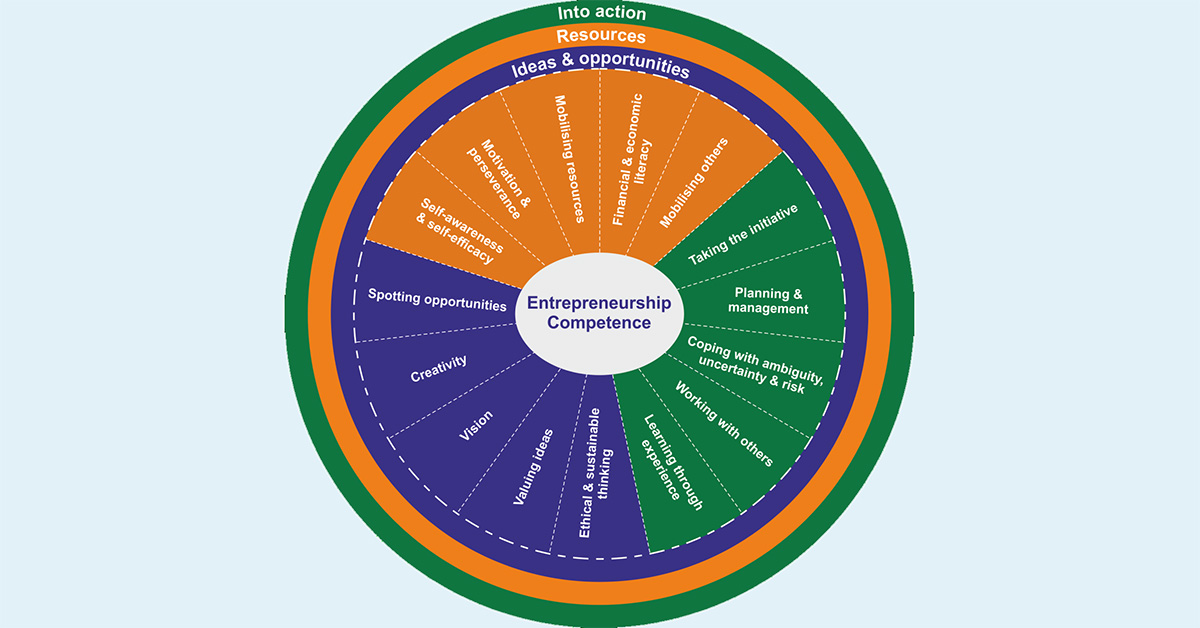 Into action
Resources
Ideas & opportunities
Mobilising resources
Financial & economic
literacy
Motivation &
perseverance
Mobilising others
Self-awareness
& self-efficacy
Taking the initiative
Spotting opportunities
Entrepreneurship
Competence
Planning &
management
Creativity
Coping with ambiguity,
uncertainty & risk
Vision
Working with others
Valuing ideas
Ethical & sustainable
thinking
Learning through
experience